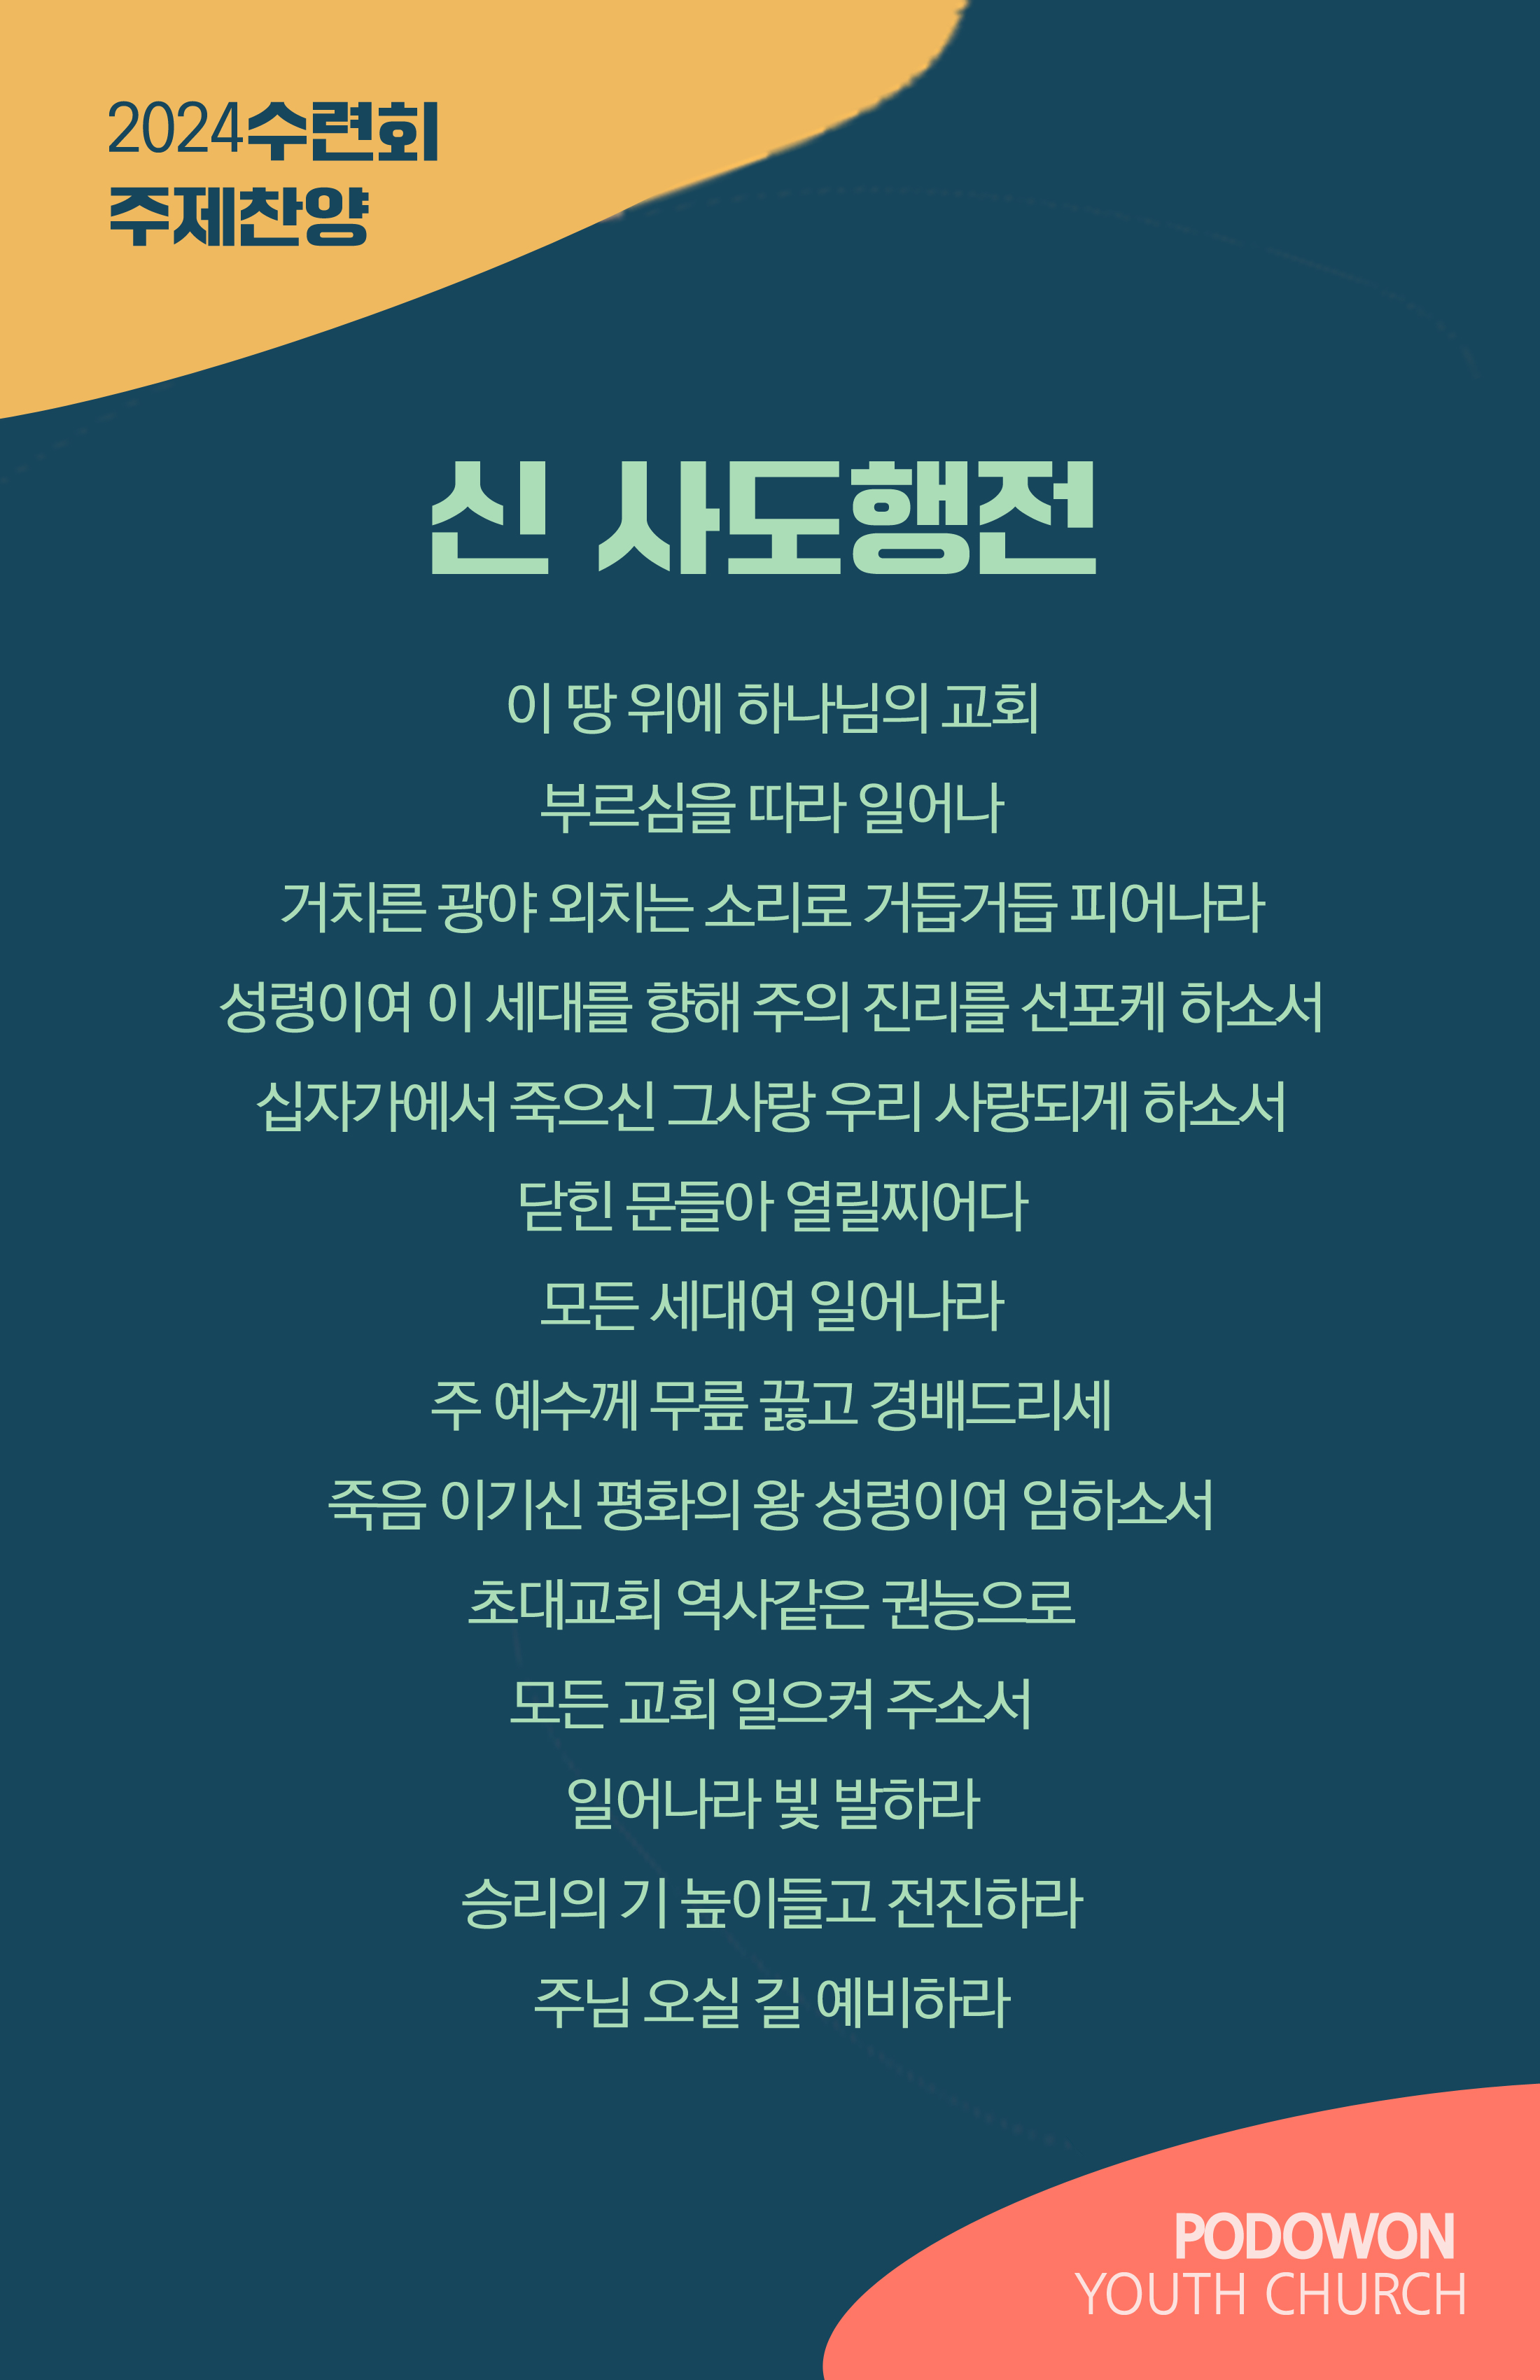 2024수련회
주제찬양
신 사도행전
이 땅 위에 하나님의 교회
부르심을 따라 일어나
거치른 광야 외치는 소리로 거듭거듭 피어나라
성령이여 이 세대를 향해 주의 진리를 선포케 하소서
십자가에서 죽으신 그사랑 우리 사랑되게 하소서
닫힌 문들아 열릴찌어다
모든 세대여 일어나라
주 예수께 무릎 끓고 경배드리세
죽음 이기신 평화의 왕 성령이여 임하소서
초대교회 역사같은 권능으로
모든 교회 일으켜 주소서
일어나라 빛 발하라
승리의 기 높이들고 전진하라
주님 오실 길 예비하라
PODOWON
YOUTH CHURCH